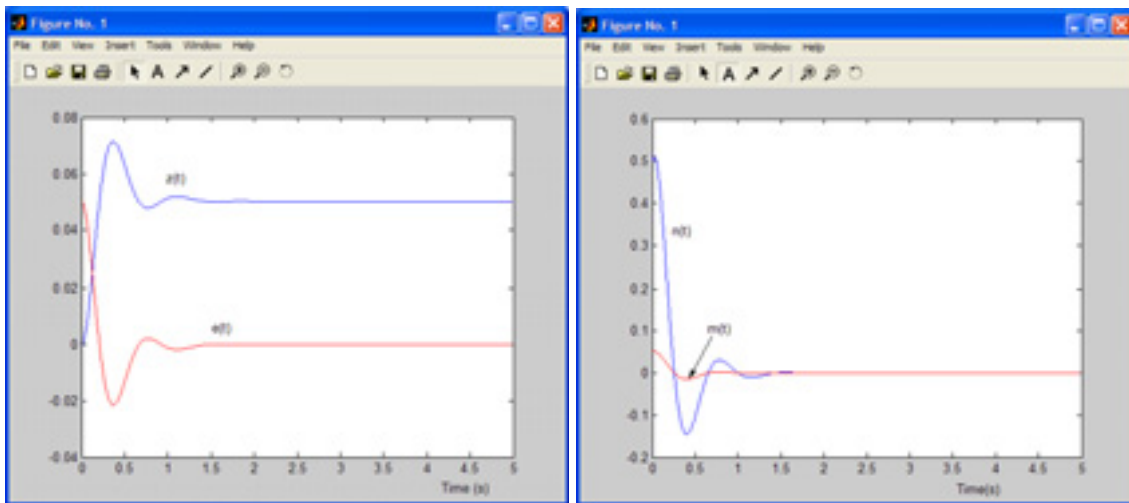 Figure No. 1
File Edit View Insert Tools Window Help
0.08
0.06
0.04
0.02
0
-0.02
-0.04
z(t)
e(t)
0 0.5 1 1.5 2 2.5 3 3.5 4 4.5 5
Time (s)
Figure No. 1
File Edit View Insert Tools Window Help
0.6
0.5
0.4
0.3
0.2
0.1
0
-0.1
-0.2
n(t)
m(t)
0 0.5 1 1.5 2 2.5 3 3.5 4 4.5 5
Time(s)